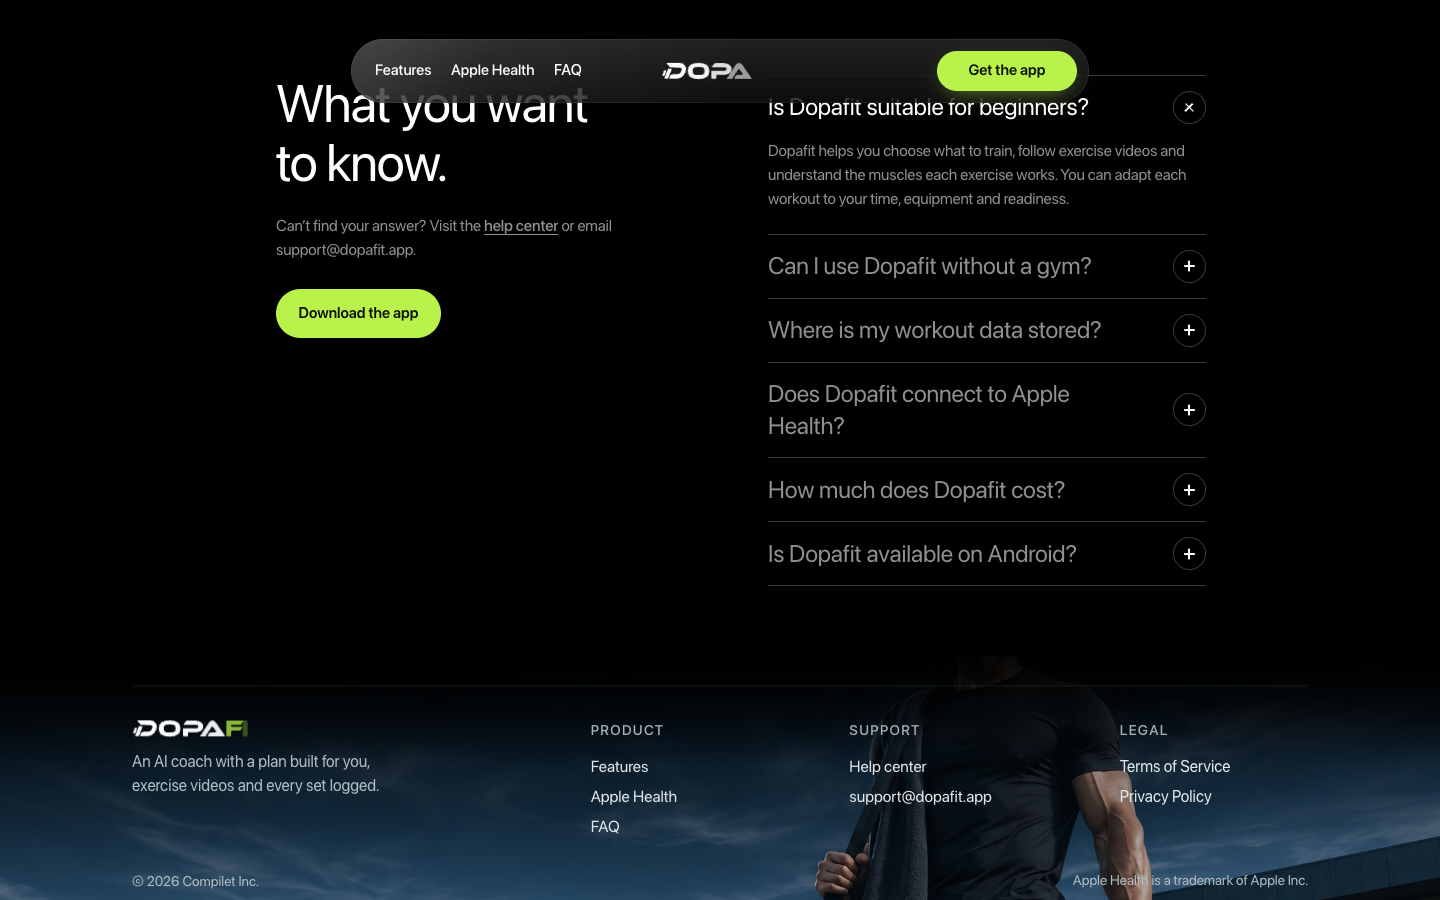 Features
Apple Health
FAQ
DOPA
Get the app
What you want
to know.
Can't find your answer? Visit the help center or email
support@dopafit.app.
Download the app
Is Dopafit suitable for beginners?
Dopafit helps you choose what to train, follow exercise videos and
understand the muscles each exercise works. You can adapt each
workout to your time, equipment and readiness.
Can I use Dopafit without a gym?
Where is my workout data stored?
Does Dopafit connect to Apple
Health?
How much does Dopafit cost?
Is Dopafit available on Android?
DOPAFI
An AI coach with a plan built for you,
exercise videos and every set logged.
PRODUCT
Features
Apple Health
FAQ
SUPPORT
Help center
support@dopafit.app
LEGAL
Terms of Service
Privacy Policy
© 2026 Compilet Inc.
Apple Health is a trademark of Apple Inc.